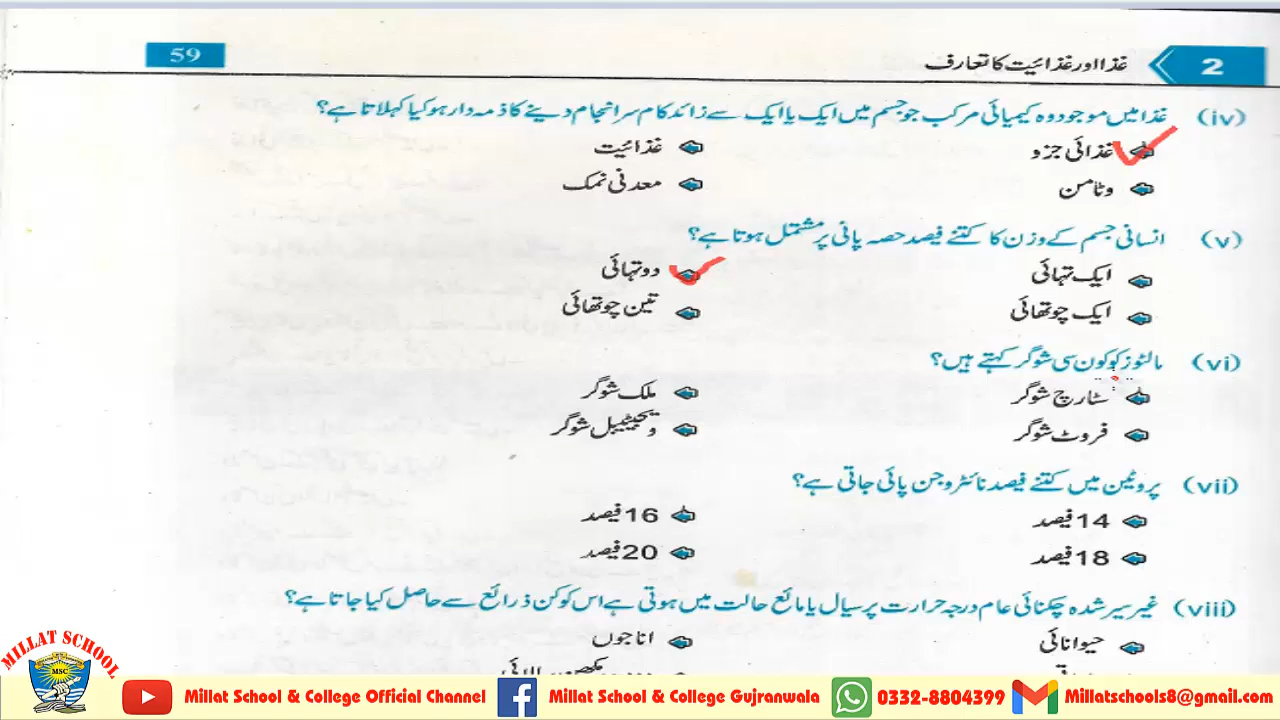 2 غذا اور غذائیت کا تعارف 59
(iv) غذا میں موجود وہ کیمیائی مرکب جو جسم میں ایک یا ایک سے زائد کام سرانجام دینے کا ذمہ دار ہو کیا کہلاتا ہے؟
غذائی جزو غذائیت
وٹامن معدنی نمک
(v) انسانی جسم کے وزن کا کتنے فیصد حصہ پانی پر مشتمل ہوتا ہے؟
ایک تہائی دو تہائی
ایک چوتھائی تین چوتھائی
(vi) مالٹوز کو کون سی شوگر کہتے ہیں؟
سٹارچ شوگر ملک شوگر
فروٹ شوگر ویجیٹیبل شوگر
(vii) پروٹین میں کتنے فیصد نائٹروجن پائی جاتی ہے؟
14 فیصد 16 فیصد
18 فیصد 20 فیصد
(viii) غیر سیر شدہ چکنائی عام درجہ حرارت پر سیال یا مائع حالت میں ہوتی ہے اس کو کن ذرائع سے حاصل کیا جاتا ہے؟
حیوانائی اناجوں
MILLAT SCHOOL
MSC
Millat School & College Official Channel Millat School & College Gujranwala 0332-8804399 Millatschools8@gmail.com